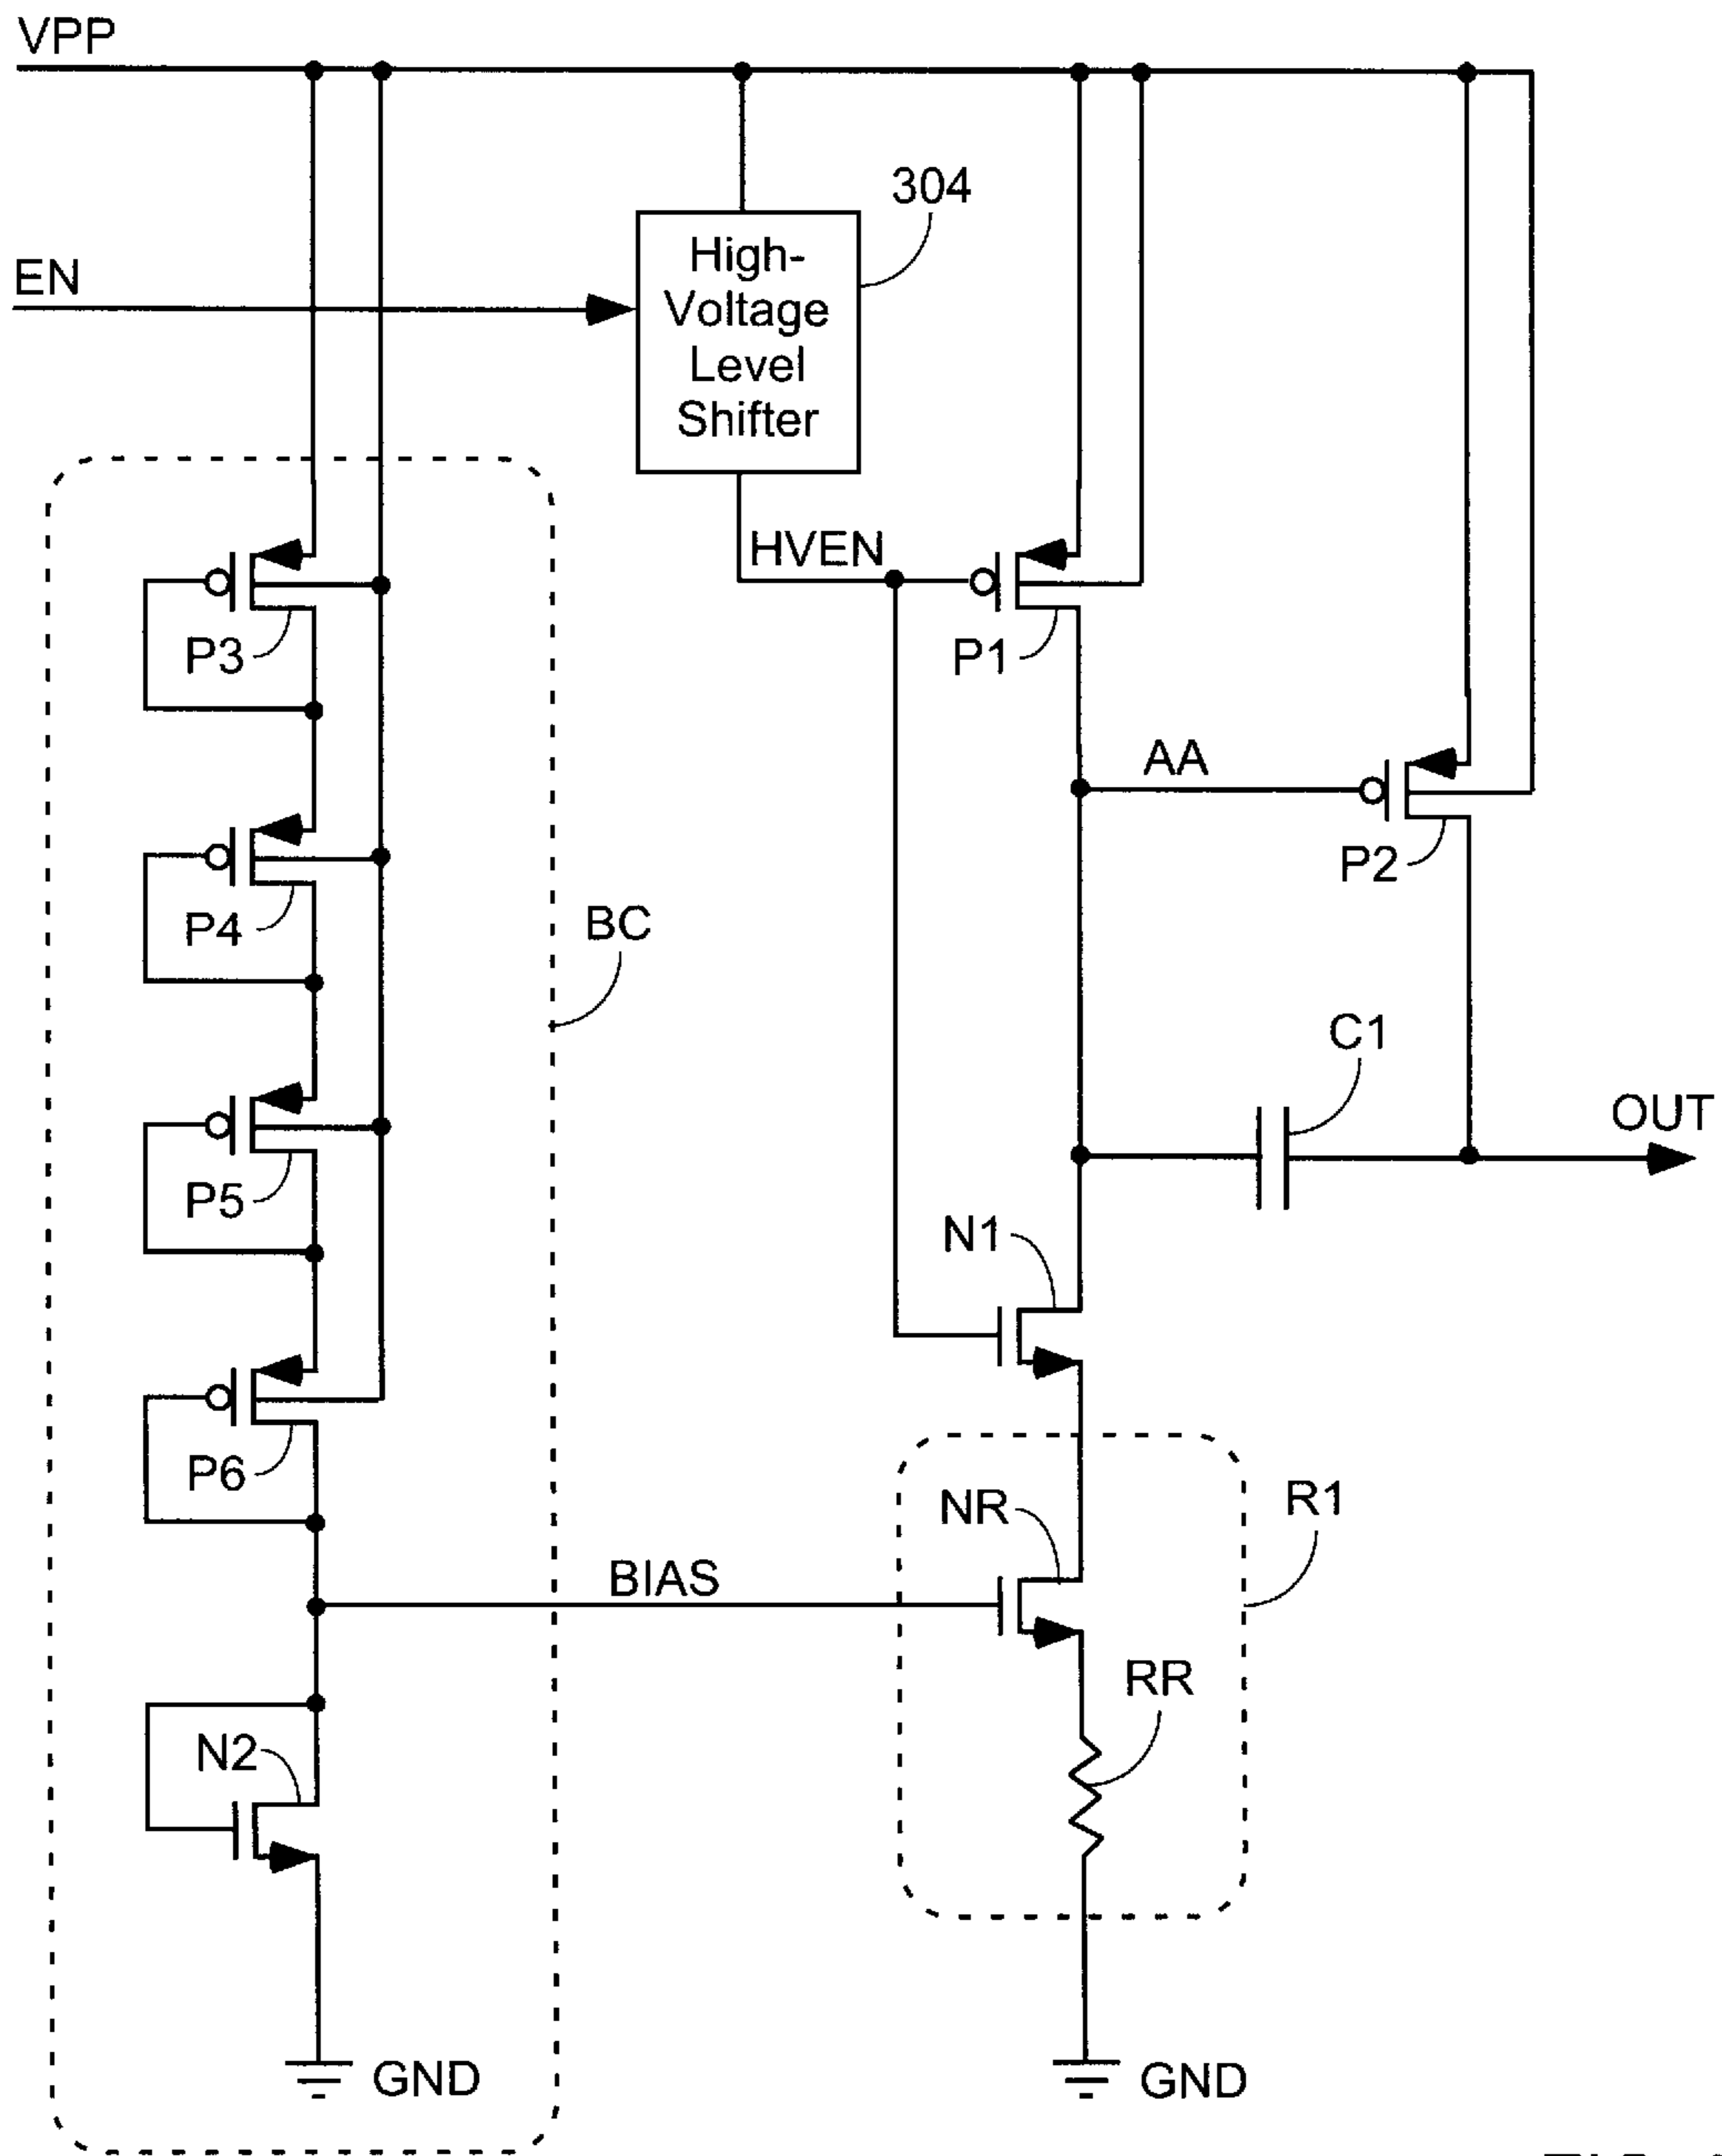 VPP
304
High-
Voltage
Level
Shifter
EN
HVEN
P3
P1
AA
P2
P4
BC
C1
OUT
P5
N1
P6
NR
R1
BIAS
RR
N2
GND
GND